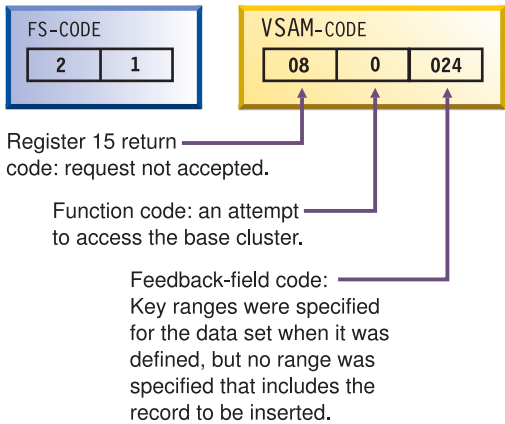 FS-CODE
2 1
VSAM-CODE
08 0 024
Register 15 return
code: request not accepted.
Function code: an attempt
to access the base cluster.
Feedback-field code:
Key ranges were specified
for the data set when it was
defined, but no range was
specified that includes the
record to be inserted.